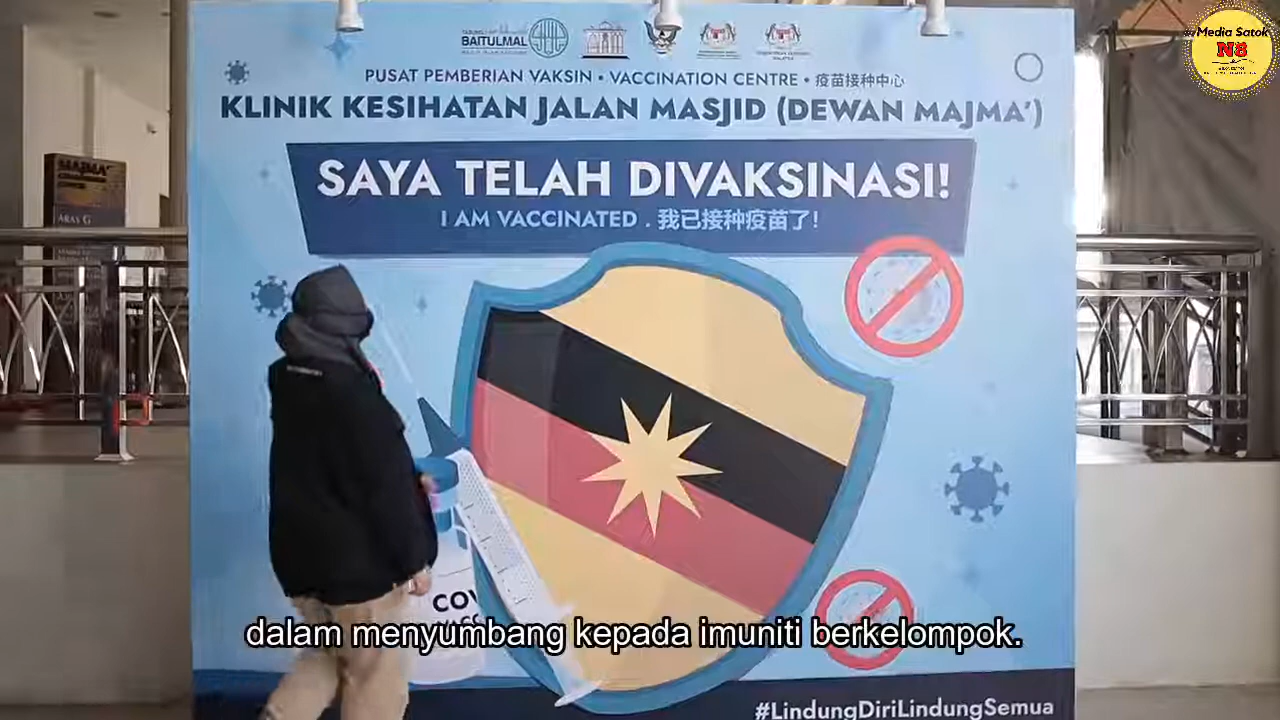 Media Satok
N8
BAITULMAL
PUSAT PEMBERIAN VAKSIN • VACCINATION CENTRE • 疫苗接种中心
KLINIK KESIHATAN JALAN MASJID (DEWAN MAJMA')
SAYA TELAH DIVAKSINASI!
I AM VACCINATED . 我已接种疫苗了!
MAJMA'
ARAS G
COV
dalam menyumbang kepada imuniti berkelompok.
#LindungDiriLindungSemua